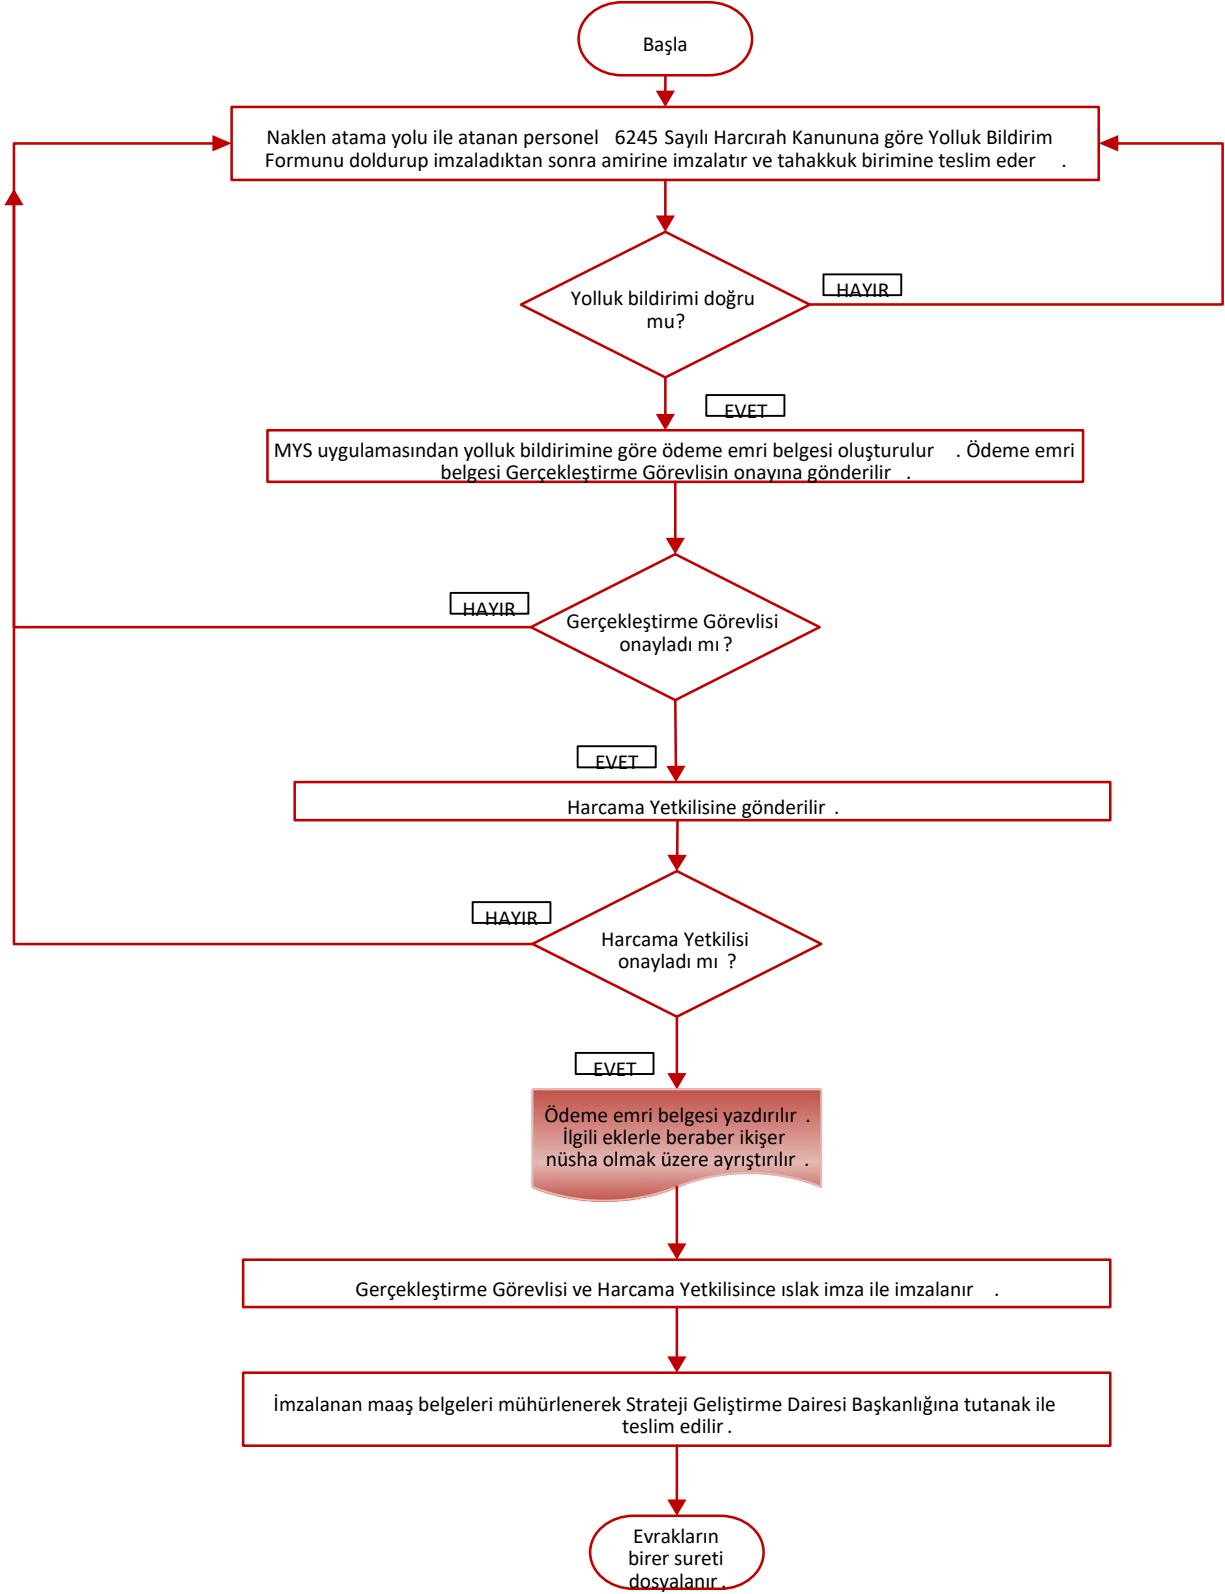 Başla
Naklen atama yolu ile atanan personel 6245 Sayılı Harcırah Kanununa göre Yolluk Bildirim
Formunu doldurup imzaladıktan sonra amirine imzalatır ve tahakkuk birimine teslim eder .
Yolluk bildirimi doğru
mu?
HAYIR
EVET
MYS uygulamasından yolluk bildirimine göre ödeme emri belgesi oluşturulur . Ödeme emri
belgesi Gerçekleştirme Görevlisin onayına gönderilir .
HAYIR
Gerçekleştirme Görevlisi
onayladı mı ?
EVET
Harcama Yetkilisine gönderilir .
HAYIR
Harcama Yetkilisi
onayladı mı ?
EVET
Ödeme emri belgesi yazdırılır .
İlgili eklerle beraber ikişer
nüsha olmak üzere ayrıştırılır .
Gerçekleştirme Görevlisi ve Harcama Yetkilisince ıslak imza ile imzalanır .
İmzalanan maaş belgeleri mühürlenerek Strateji Geliştirme Dairesi Başkanlığına tutanak ile
teslim edilir .
Evrakların
birer sureti
dosyalanır .